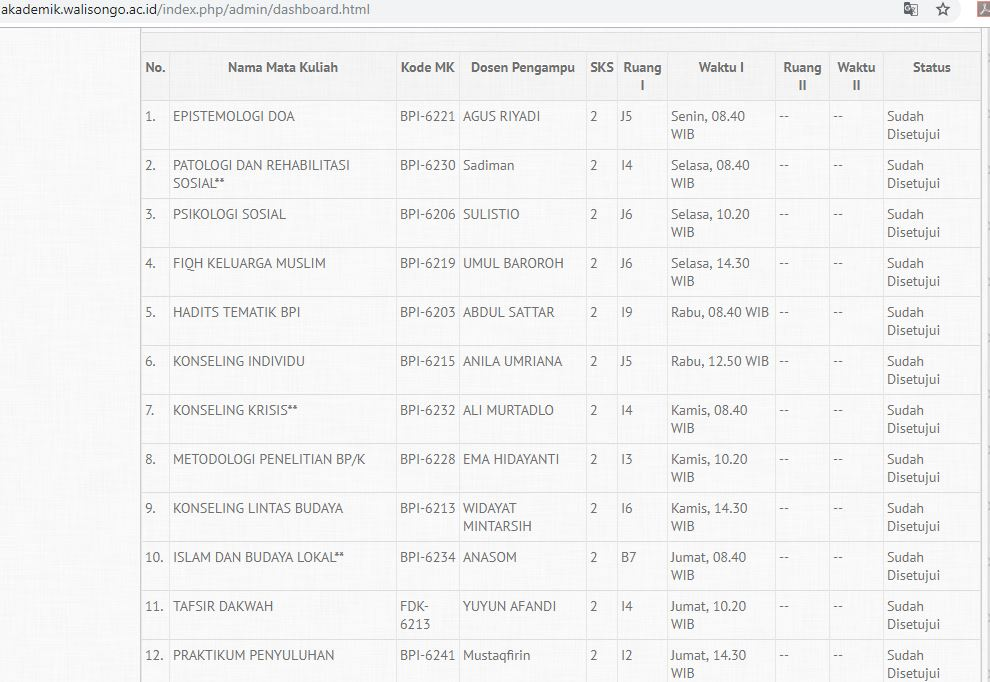 akademik.walisongo.ac.id/index.php/admin/dashboard.html
No. Nama Mata Kuliah Kode MK Dosen Pengampu SKS Ruang I Waktu I Ruang II Waktu II Status
1. EPISTEMOLOGI DOA BPI-6221 AGUS RIYADI 2 J5 Senin, 08.40 WIB -- -- Sudah Disetujui
2. PATOLOGI DAN REHABILITASI SOSIAL** BPI-6230 Sadiman 2 I4 Selasa, 08.40 WIB -- -- Sudah Disetujui
3. PSIKOLOGI SOSIAL BPI-6206 SULISTIO 2 J6 Selasa, 10.20 WIB -- -- Sudah Disetujui
4. FIQH KELUARGA MUSLIM BPI-6219 UMUL BAROROH 2 J6 Selasa, 14.30 WIB -- -- Sudah Disetujui
5. HADITS TEMATIK BPI BPI-6203 ABDUL SATTAR 2 I9 Rabu, 08.40 WIB -- -- Sudah Disetujui
6. KONSELING INDIVIDU BPI-6215 ANILA UMRIANA 2 J5 Rabu, 12.50 WIB -- -- Sudah Disetujui
7. KONSELING KRISIS** BPI-6232 ALI MURTADLO 2 I4 Kamis, 08.40 WIB -- -- Sudah Disetujui
8. METODOLOGI PENELITIAN BP/K BPI-6228 EMA HIDAYANTI 2 I3 Kamis, 10.20 WIB -- -- Sudah Disetujui
9. KONSELING LINTAS BUDAYA BPI-6213 WIDAYAT MINTARSIH 2 I6 Kamis, 14.30 WIB -- -- Sudah Disetujui
10. ISLAM DAN BUDAYA LOKAL** BPI-6234 ANASOM 2 B7 Jumat, 08.40 WIB -- -- Sudah Disetujui
11. TAFSIR DAKWAH FDK-6213 YUYUN AFANDI 2 I4 Jumat, 10.20 WIB -- -- Sudah Disetujui
12. PRAKTIKUM PENYULUHAN BPI-6241 Mustaqfirin 2 I2 Jumat, 14.30 WIB -- -- Sudah Disetujui